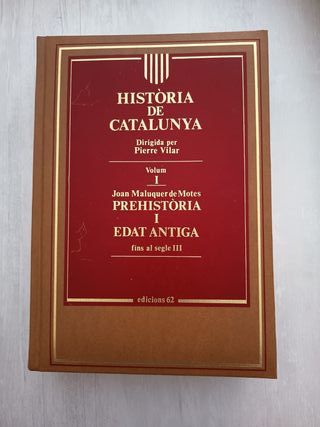 HISTÒRIA
DE
CATALUNYA
Dirigida per
Pierre Vilar
Volum
I
Joan Maluquer de Motes
PREHISTÒRIA
I
EDAT ANTIGA
fins al segle III
edicions 62